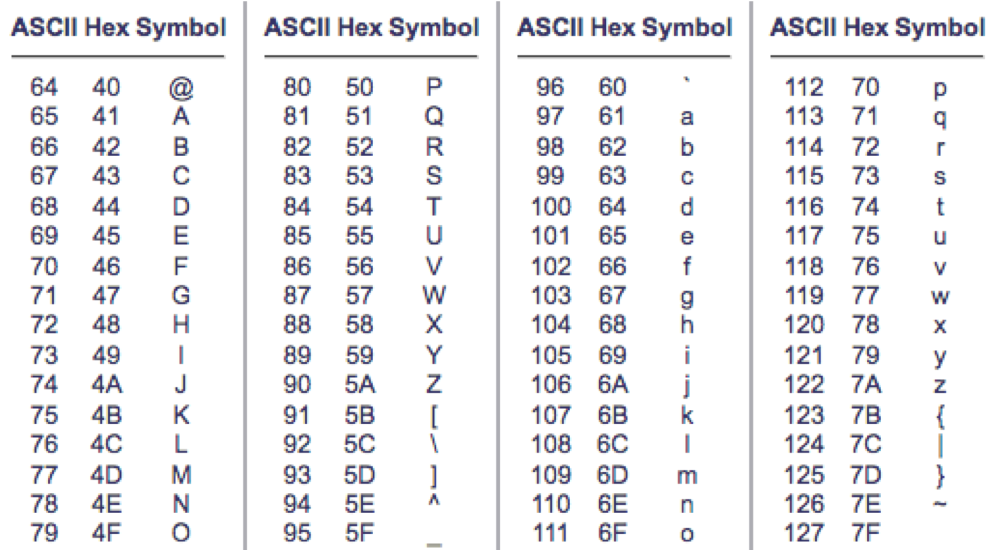 ASCII Hex Symbol ASCII Hex Symbol ASCII Hex Symbol ASCII Hex Symbol
64 40 @ 80 50 P 96 60 ` 112 70 p
65 41 A 81 51 Q 97 61 a 113 71 q
66 42 B 82 52 R 98 62 b 114 72 r
67 43 C 83 53 S 99 63 c 115 73 s
68 44 D 84 54 T 100 64 d 116 74 t
69 45 E 85 55 U 101 65 e 117 75 u
70 46 F 86 56 V 102 66 f 118 76 v
71 47 G 87 57 W 103 67 g 119 77 w
72 48 H 88 58 X 104 68 h 120 78 x
73 49 I 89 59 Y 105 69 i 121 79 y
74 4A J 90 5A Z 106 6A j 122 7A z
75 4B K 91 5B [ 107 6B k 123 7B {
76 4C L 92 5C \ 108 6C l 124 7C |
77 4D M 93 5D ] 109 6D m 125 7D }
78 4E N 94 5E ^ 110 6E n 126 7E ~
79 4F O 95 5F _ 111 6F o 127 7F